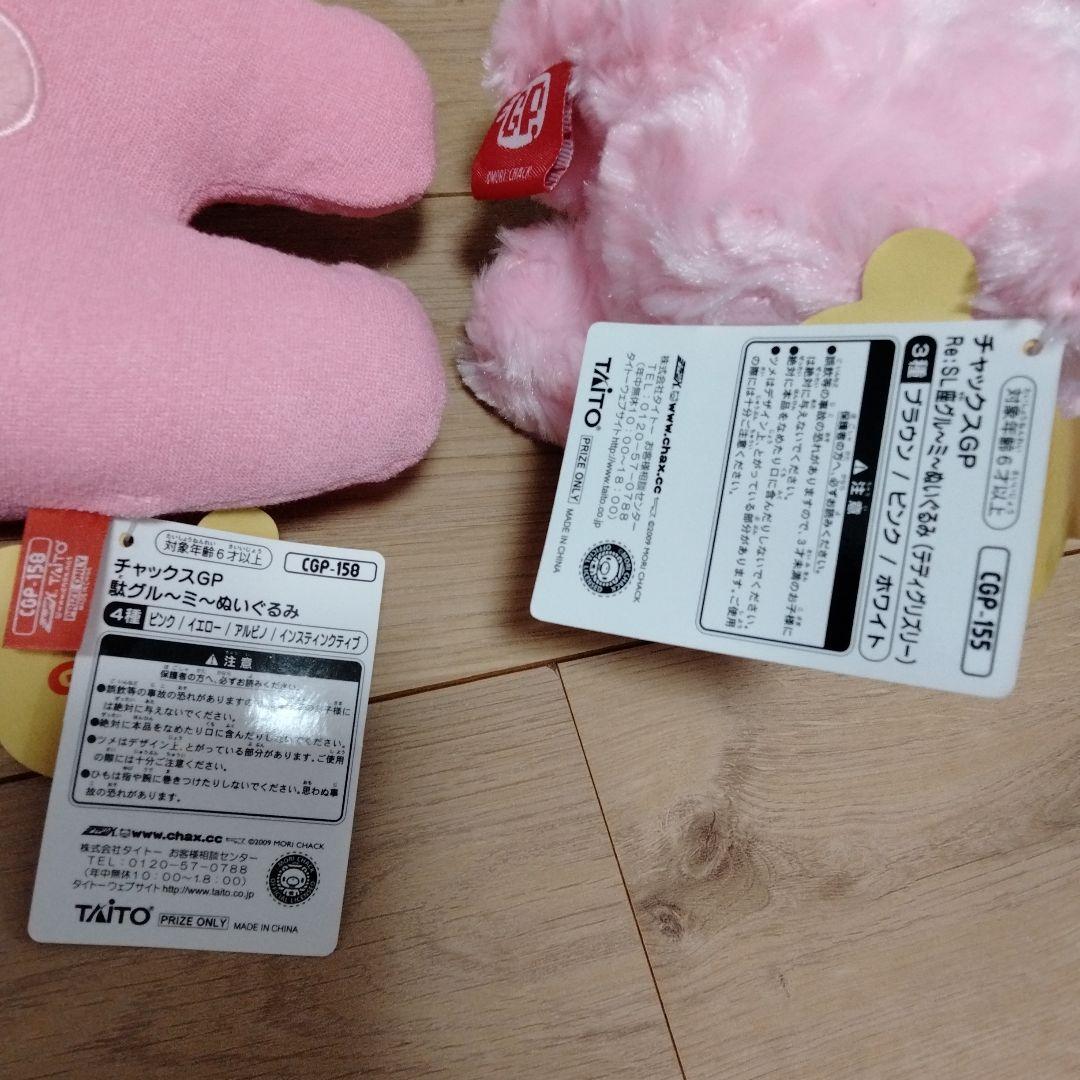 対象年齢6才以上
CGP-158
チャックスGP
駄グル〜ミ〜ぬいぐるみ
4種 ピンク / イエロー / アルビノ / インスティンクティブ
注意
保護者の方へ、必ずお読みください。
●誤飲等の事故の恐れがありますの お子様に
は絶対に与えないでください。
●絶対に本品をなめたり口に含んだりしないでください。
●ツメはデザイン上、とがっている部分があります。ご使用
の際には十分ご注意ください。
●ひもは指や腕に巻きつけたりしないでください。思わぬ事
故の恐れがあります。
www.chax.cc ©2009 MORI CHACK
株式会社タイトー お客様相談センター
TEL:0120-57-0788
(年中無休10:00〜18:00)
タイトーウェブサイトhttp://www.taito.co.jp
TAITO PRIZE ONLY MADE IN CHINA
CGP-158
TAITO
PRIZE ONLY
GP
©MORI CHACK
対象年齢6才以上
CGP-155
チャックスGP
Re:SL座グル〜ミ〜ぬいぐるみ(テディグリズリー)
3種 ブラウン / ピンク / ホワイト
注意
保護者の方へ、必ずお読みください。
●誤飲等の事故の恐れがありますので、3才未満のお子様に
は絶対に与えないでください。
●絶対に本品をなめたり口に含んだりしないでください。
●ツメはデザイン上、とがっている部分があります。ご使用
の際には十分ご注意ください。
www.chax.cc ©2009 MORI CHACK
株式会社タイトー お客様相談センター
TEL:0120-57-0788
(年中無休10:00〜18:00)
タイトーウェブサイトhttp://www.taito.co.jp
TAITO PRIZE ONLY MADE IN CHINA